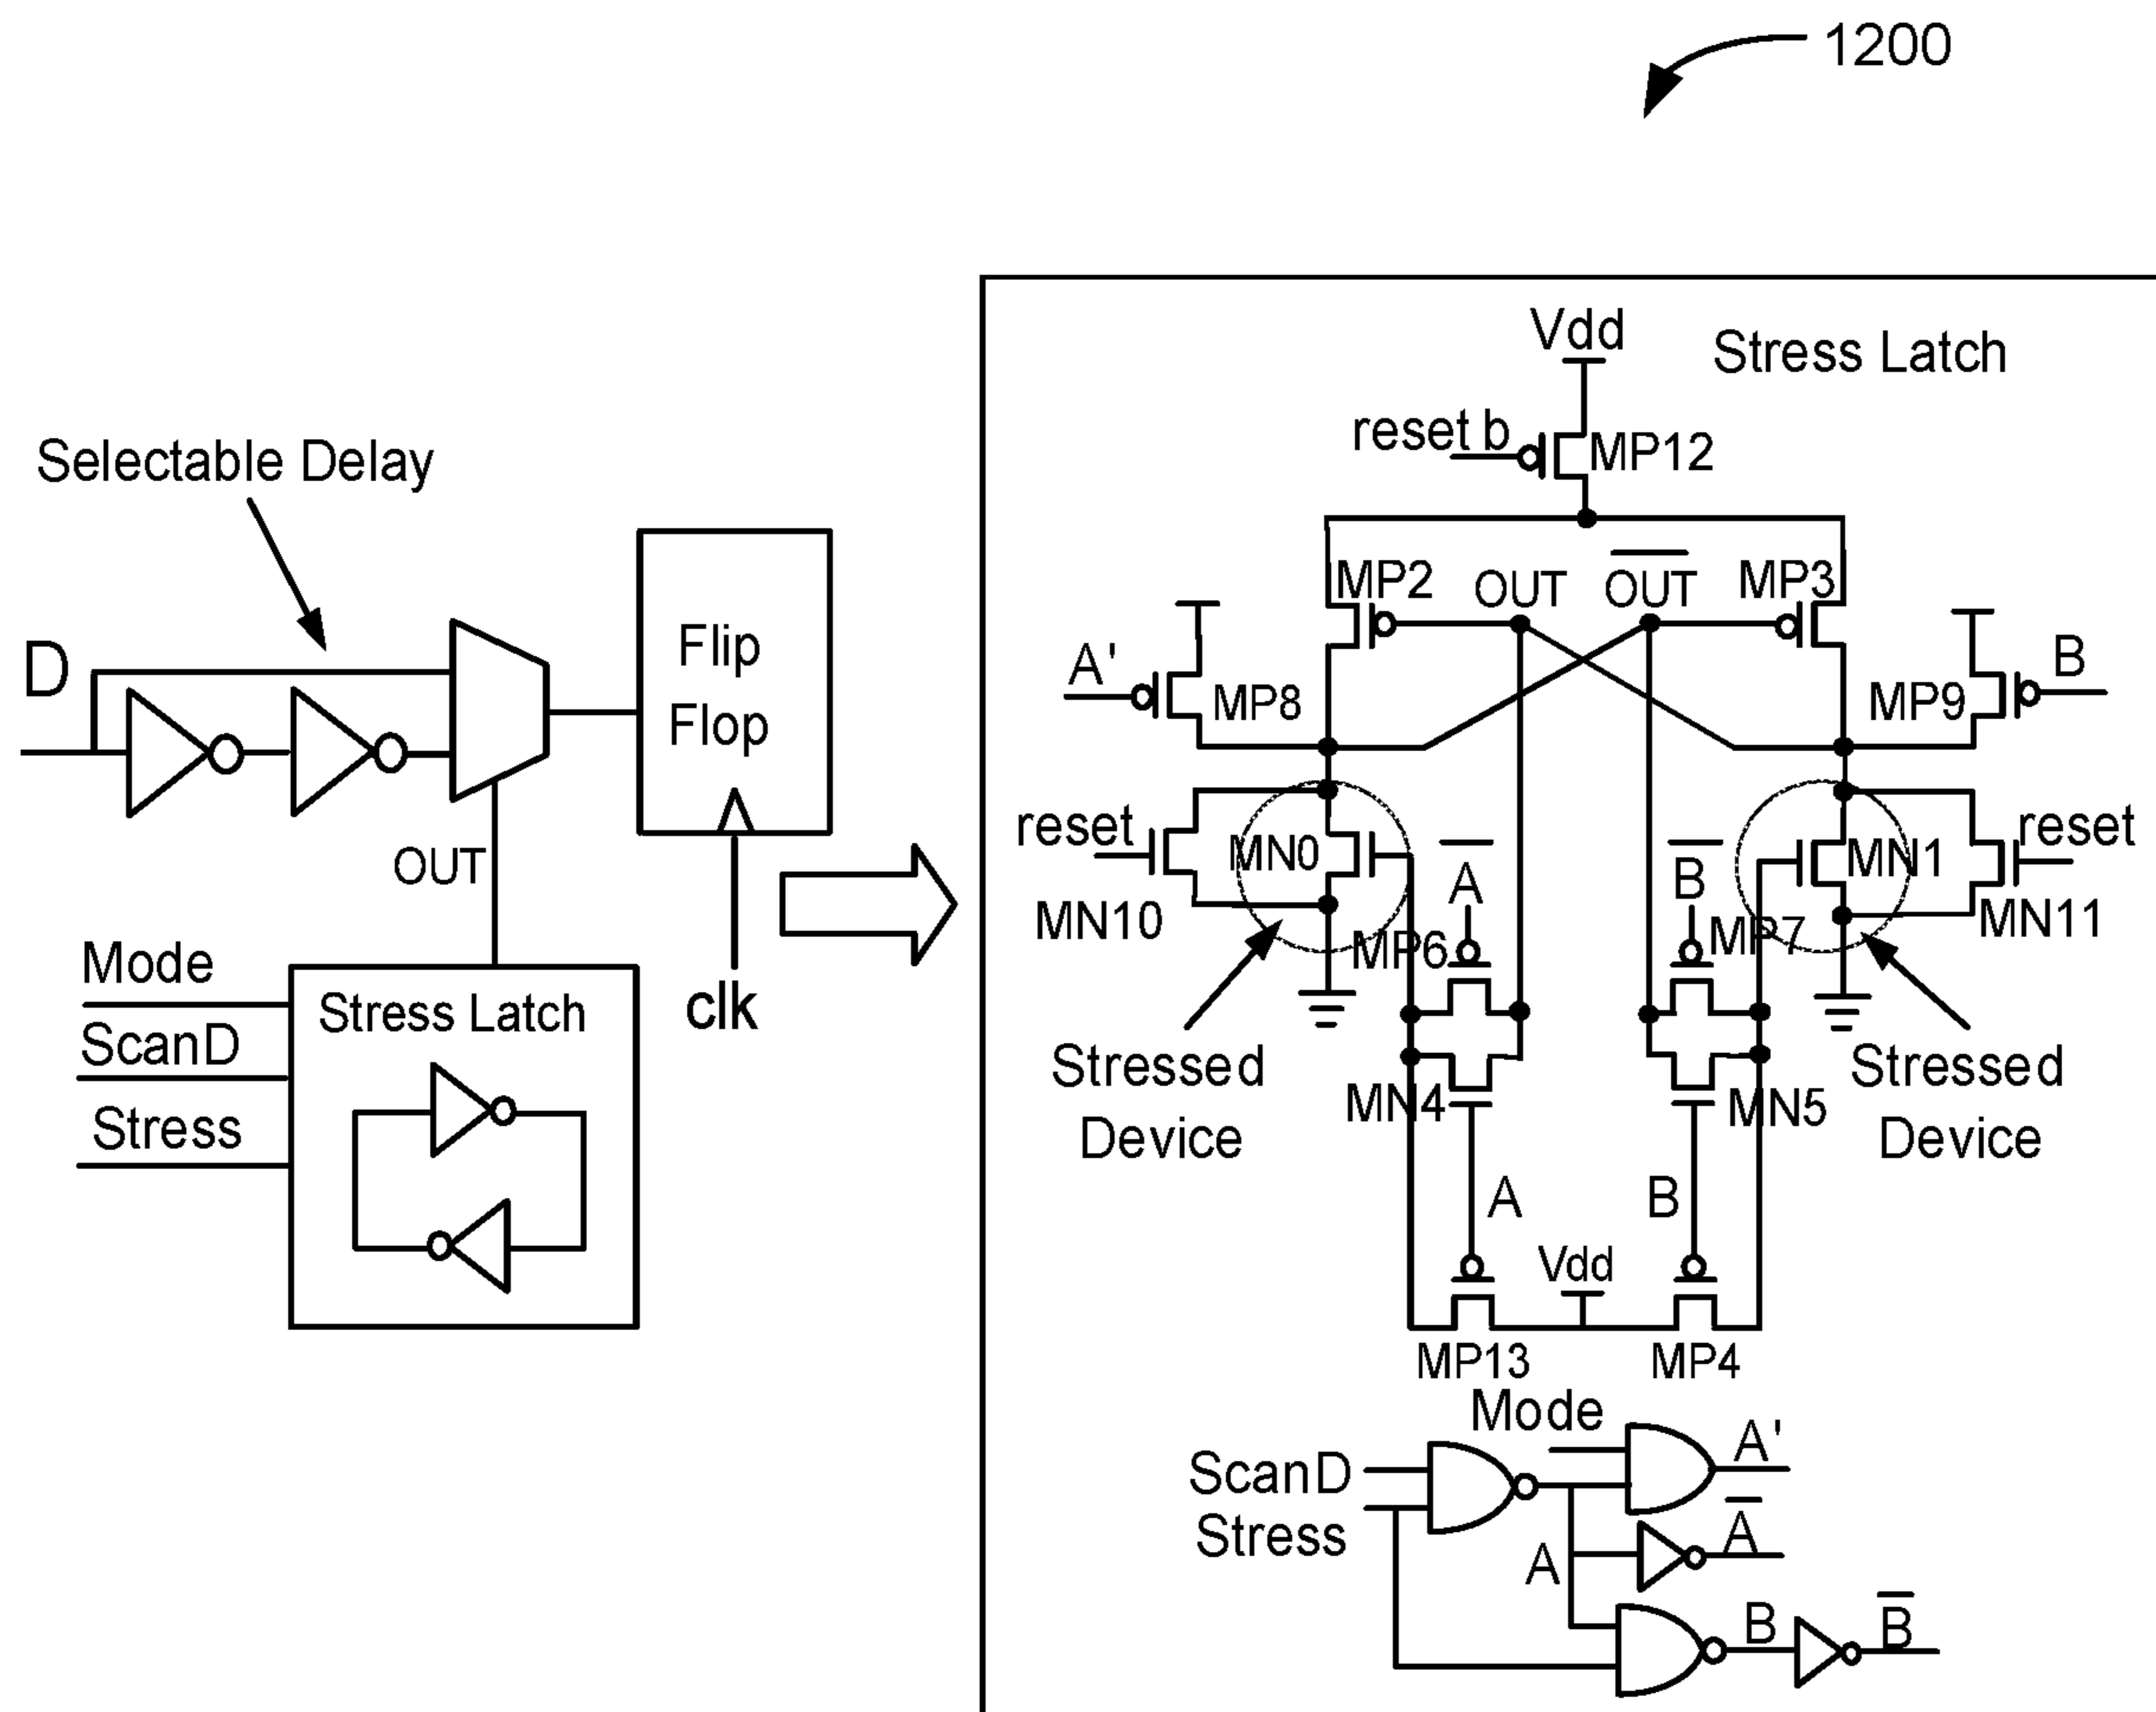 1200
Selectable Delay
D
Flip
Flop
OUT
clk
Mode
ScanD
Stress
Stress Latch
Vdd
Stress Latch
reset b
MP12
MP2
OUT
OUT
MP3
A'
MP8
MP9
B
reset
MN0
A
B
MN1
reset
MN10
MP6
MP7
MN11
Stressed
Device
MN4
MN5
Stressed
Device
A
B
Vdd
MP13
MP4
Mode
ScanD
Stress
A'
A
A
B
B